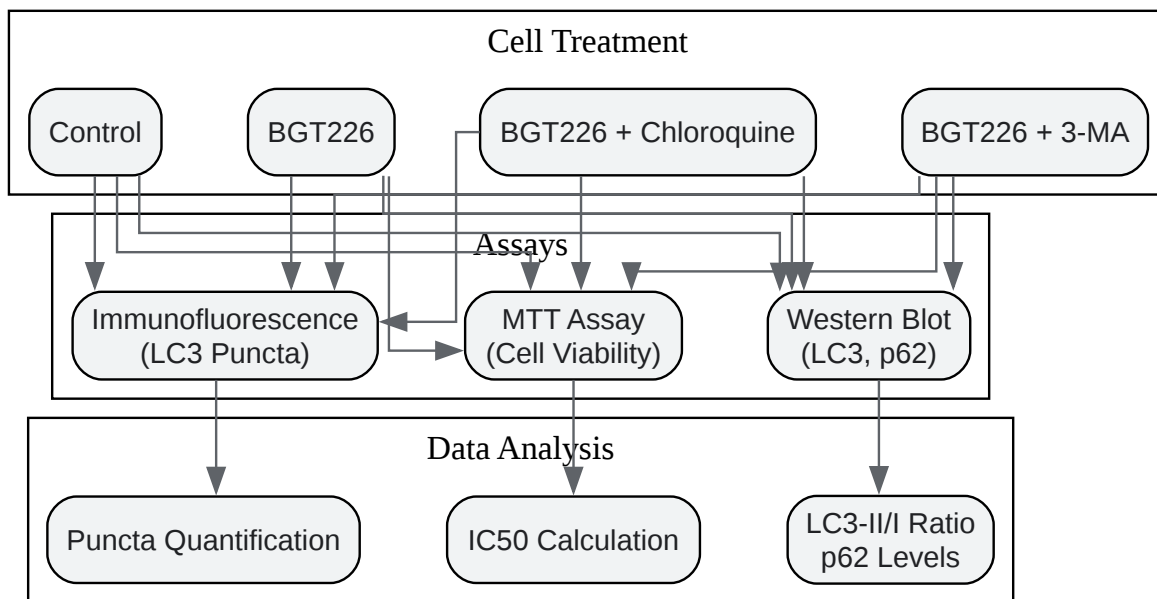 Cell Treatment
Control
BGT226
BGT226 + Chloroquine
BGT226 + 3-MA
Assays
Immunofluorescence
(LC3 Puncta)
MTT Assay
(Cell Viability)
Western Blot
(LC3, p62)
Data Analysis
Puncta Quantification
IC50 Calculation
LC3-II/I Ratio
p62 Levels